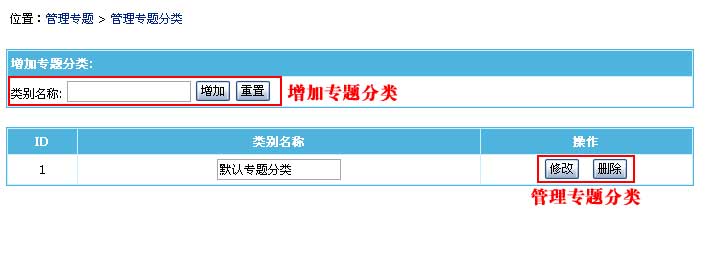 位置：管理专题 > 管理专题分类
增加专题分类:
类别名称: 增加 重置 增加专题分类
ID 类别名称 操作
1 默认专题分类 修改 删除
管理专题分类